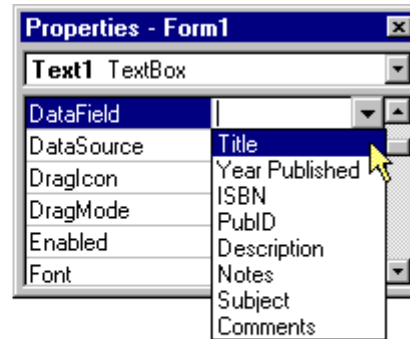 Properties - Form1
Text1 TextBox
DataField
DataSource Title
DragIcon Year Published
DragMode ISBN
PubID
Enabled Description
Font Notes
Subject
Comments